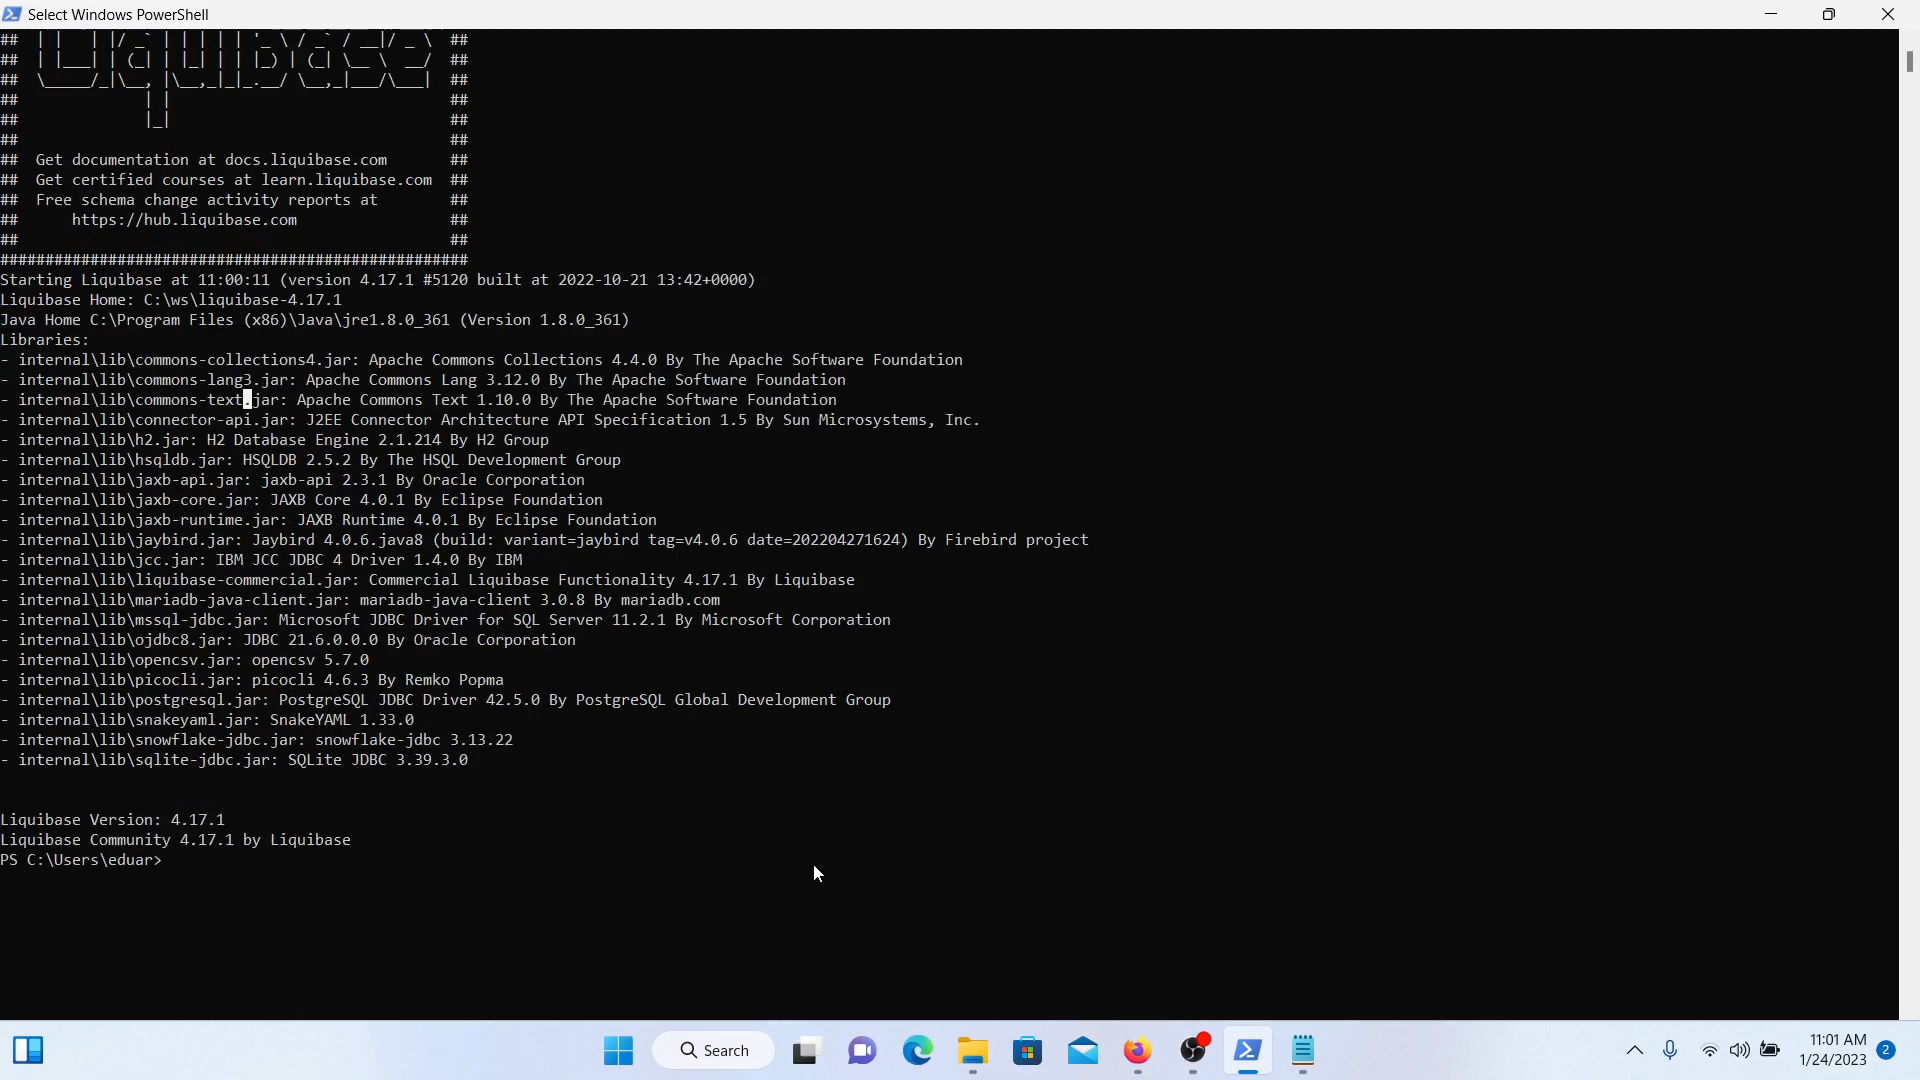 Select Windows PowerShell
## | | | |/ _` | | | | | '_ \ / _` / __|/ _ \ ##
## | |___| | (_| | |_| | | |_) | (_| \__ \ __/ ##
## \_____/_|\__, |\__,_|_|_.__/ \__,_|___/\___| ##
## | | ##
## |_| ##
## ##
## Get documentation at docs.liquibase.com ##
## Get certified courses at learn.liquibase.com ##
## Free schema change activity reports at ##
## https://hub.liquibase.com ##
## ##
####################################################
Starting Liquibase at 11:00:11 (version 4.17.1 #5120 built at 2022-10-21 13:42+0000)
Liquibase Home: C:\ws\liquibase-4.17.1
Java Home C:\Program Files (x86)\Java\jre1.8.0_361 (Version 1.8.0_361)
Libraries:
- internal\lib\commons-collections4.jar: Apache Commons Collections 4.4.0 By The Apache Software Foundation
- internal\lib\commons-lang3.jar: Apache Commons Lang 3.12.0 By The Apache Software Foundation
- internal\lib\commons-text.jar: Apache Commons Text 1.10.0 By The Apache Software Foundation
- internal\lib\connector-api.jar: J2EE Connector Architecture API Specification 1.5 By Sun Microsystems, Inc.
- internal\lib\h2.jar: H2 Database Engine 2.1.214 By H2 Group
- internal\lib\hsqldb.jar: HSQLDB 2.5.2 By The HSQL Development Group
- internal\lib\jaxb-api.jar: jaxb-api 2.3.1 By Oracle Corporation
- internal\lib\jaxb-core.jar: JAXB Core 4.0.1 By Eclipse Foundation
- internal\lib\jaxb-runtime.jar: JAXB Runtime 4.0.1 By Eclipse Foundation
- internal\lib\jaybird.jar: Jaybird 4.0.6.java8 (build: variant=jaybird tag=v4.0.6 date=202204271624) By Firebird project
- internal\lib\jcc.jar: IBM JCC JDBC 4 Driver 1.4.0 By IBM
- internal\lib\liquibase-commercial.jar: Commercial Liquibase Functionality 4.17.1 By Liquibase
- internal\lib\mariadb-java-client.jar: mariadb-java-client 3.0.8 By mariadb.com
- internal\lib\mssql-jdbc.jar: Microsoft JDBC Driver for SQL Server 11.2.1 By Microsoft Corporation
- internal\lib\ojdbc8.jar: JDBC 21.6.0.0.0 By Oracle Corporation
- internal\lib\opencsv.jar: opencsv 5.7.0
- internal\lib\picocli.jar: picocli 4.6.3 By Remko Popma
- internal\lib\postgresql.jar: PostgreSQL JDBC Driver 42.5.0 By PostgreSQL Global Development Group
- internal\lib\snakeyaml.jar: SnakeYAML 1.33.0
- internal\lib\snowflake-jdbc.jar: snowflake-jdbc 3.13.22
- internal\lib\sqlite-jdbc.jar: SQLite JDBC 3.39.3.0
Liquibase Version: 4.17.1
Liquibase Community 4.17.1 by Liquibase
PS C:\Users\eduar>
Search
11:01 AM
1/24/2023
2